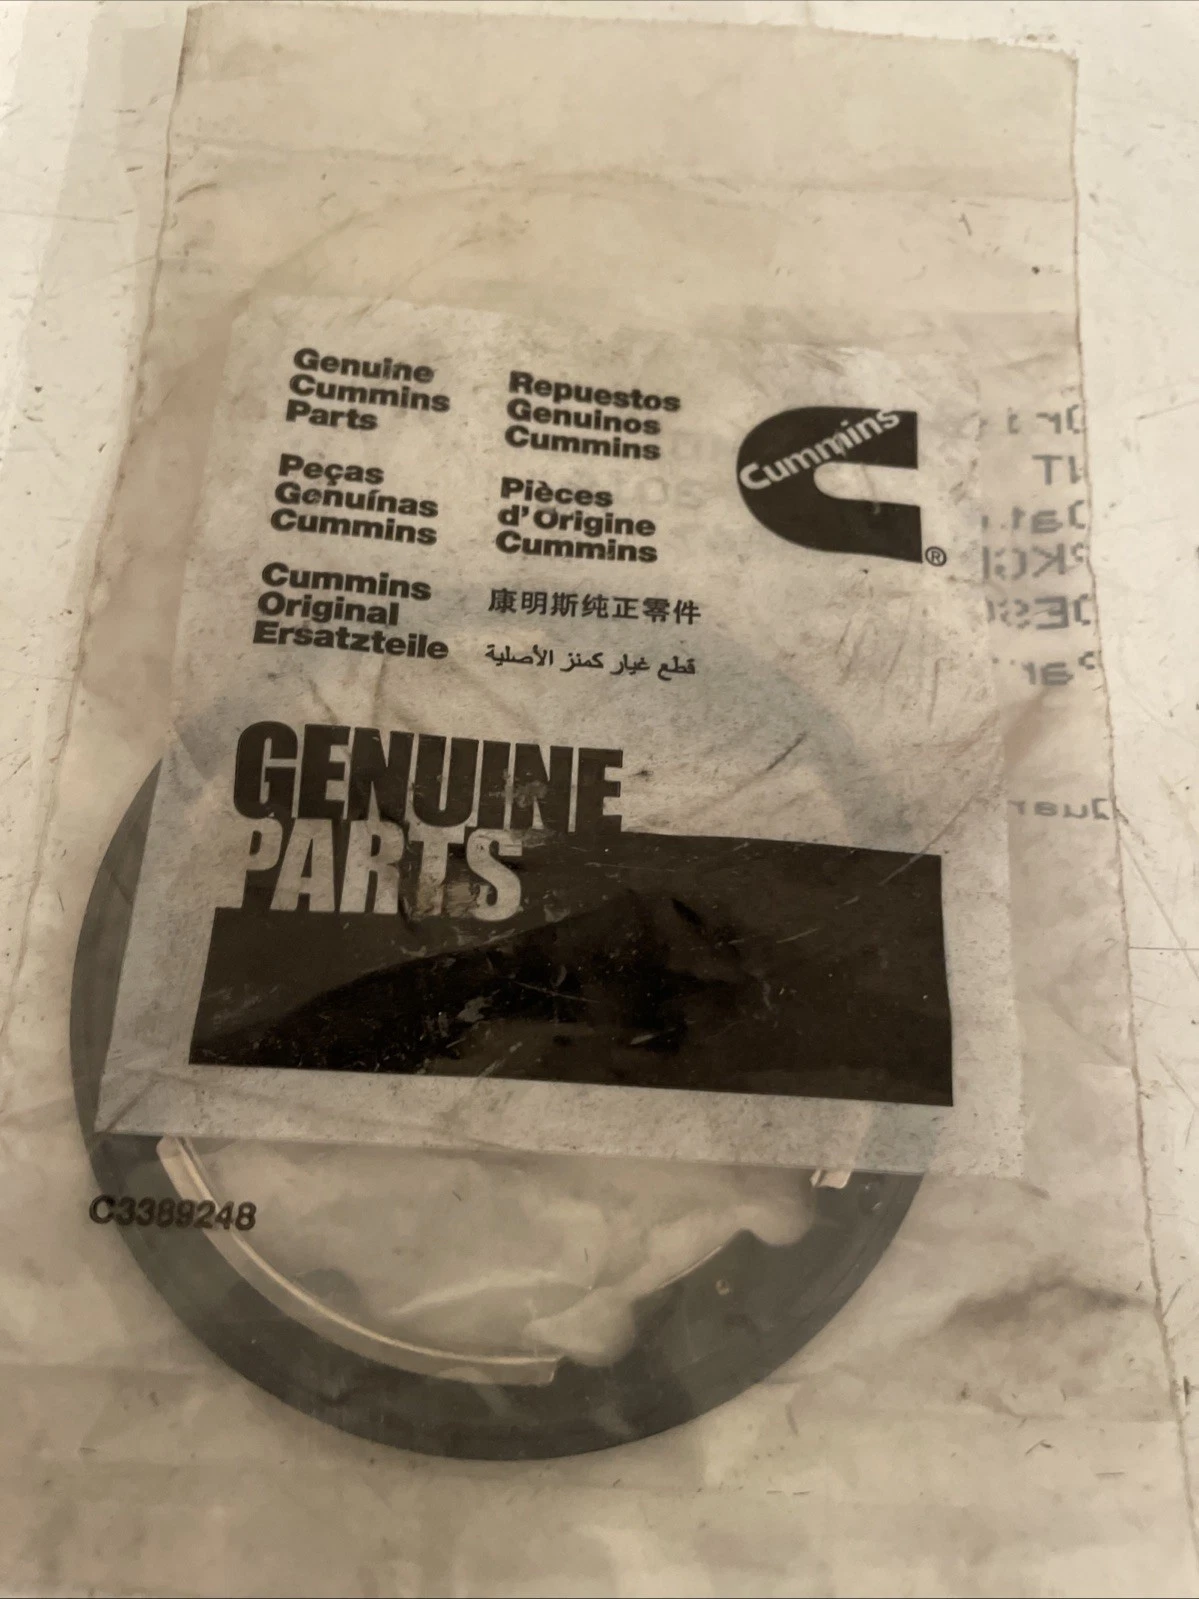 Genuine
Cummins
Parts
Repuestos
Genuinos
Cummins
Peças
Genuínas
Cummins
Pièces
d'Origine
Cummins
Cummins
Original
Ersatzteile
康明斯纯正零件
قطع غيار كمنز الأصلية
Cummins
®
GENUINE
PARTS
C3389248